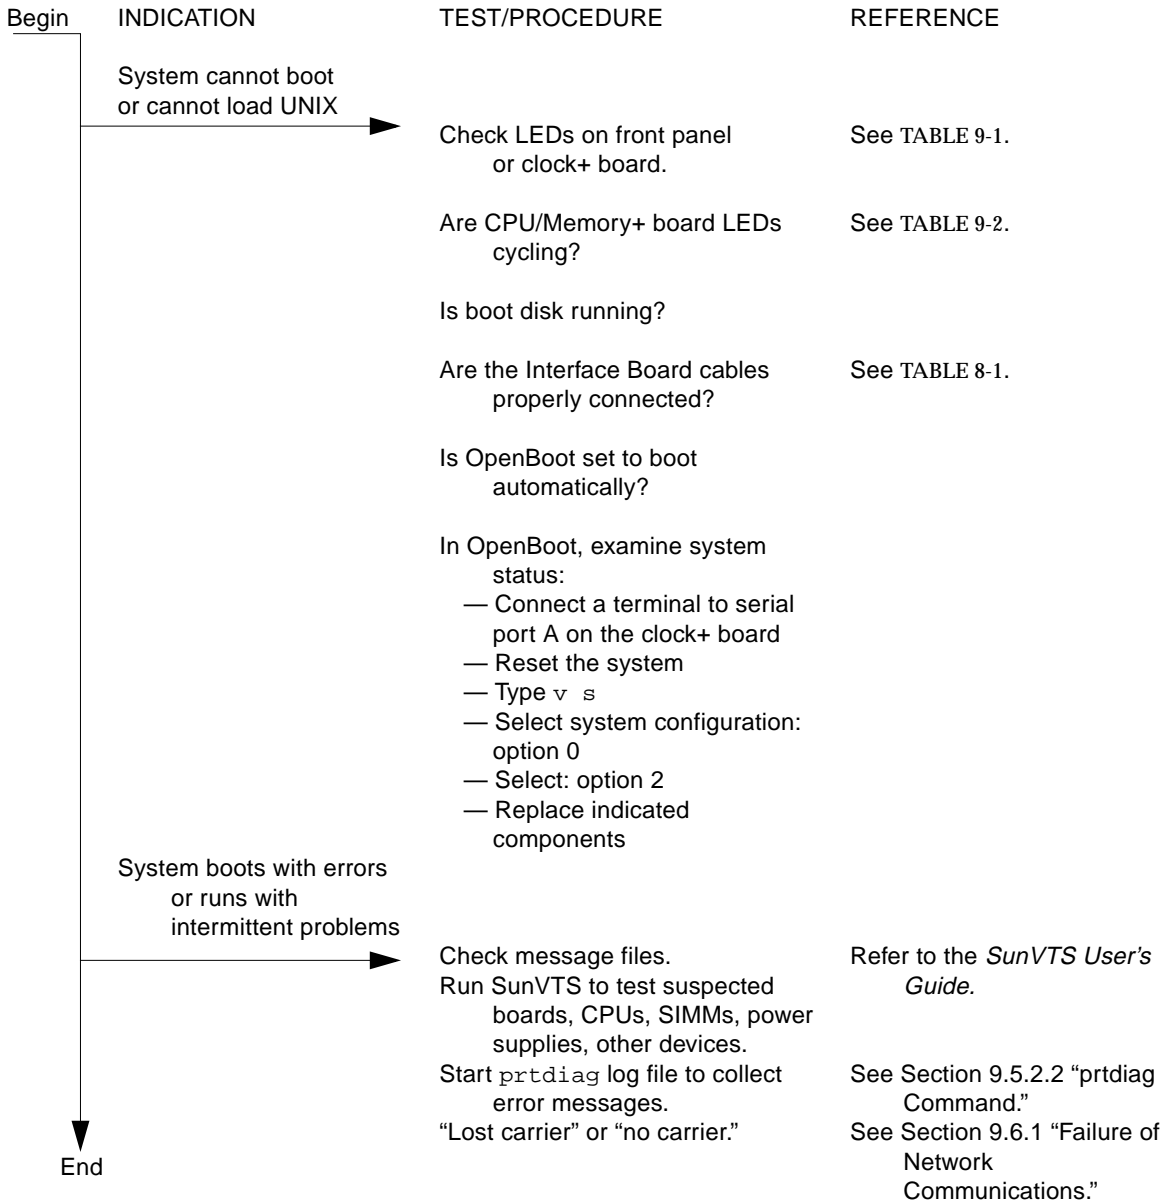 Begin INDICATION TEST/PROCEDURE REFERENCE
System cannot boot
or cannot load UNIX
Check LEDs on front panel See TABLE 9-1.
or clock+ board.
Are CPU/Memory+ board LEDs See TABLE 9-2.
cycling?
Is boot disk running?
Are the Interface Board cables See TABLE 8-1.
properly connected?
Is OpenBoot set to boot
automatically?
In OpenBoot, examine system
status:
— Connect a terminal to serial
port A on the clock+ board
— Reset the system
— Type v s
— Select system configuration:
option 0
— Select: option 2
— Replace indicated
components
System boots with errors
or runs with
intermittent problems
Check message files. Refer to the SunVTS User's
Run SunVTS to test suspected Guide.
boards, CPUs, SIMMs, power
supplies, other devices.
Start prtdiag log file to collect See Section 9.5.2.2 “prtdiag
error messages. Command.”
“Lost carrier” or “no carrier.” See Section 9.6.1 “Failure of
End Network
Communications.”